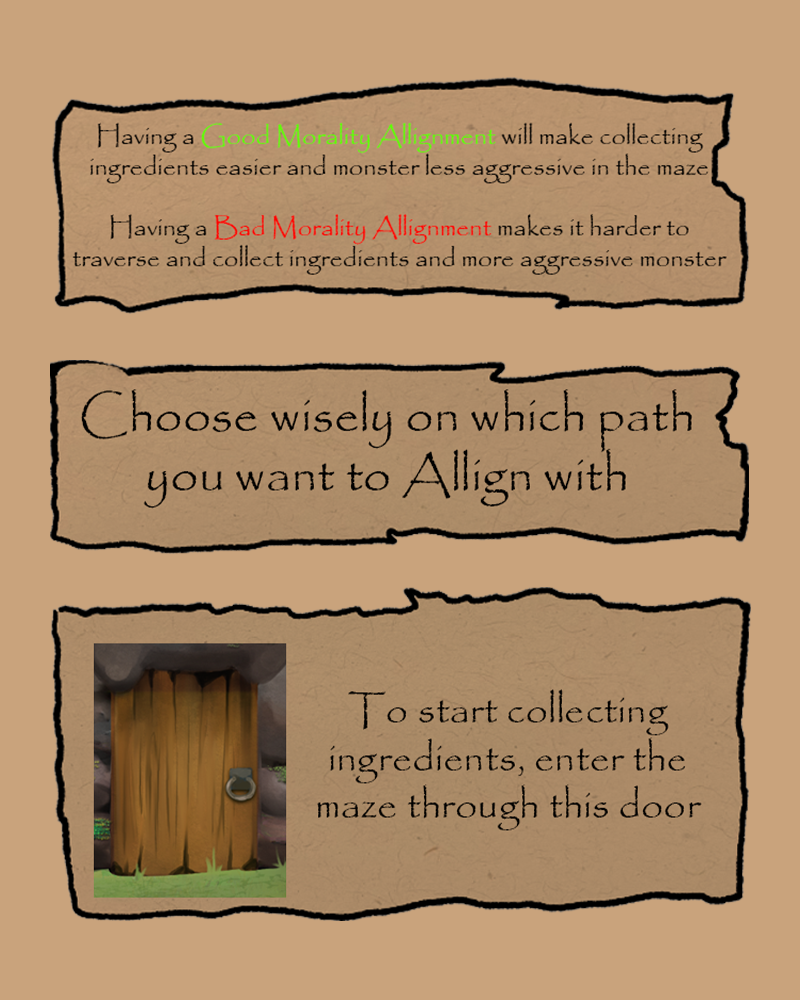 Having a Good Morality Allignment will make collecting
ingredients easier and monster less aggressive in the maze
Having a Bad Morality Allignment makes it harder to
traverse and collect ingredients and more aggressive monster
Choose wisely on which path
you want to Allign with
To start collecting
ingredients, enter the
maze through this door